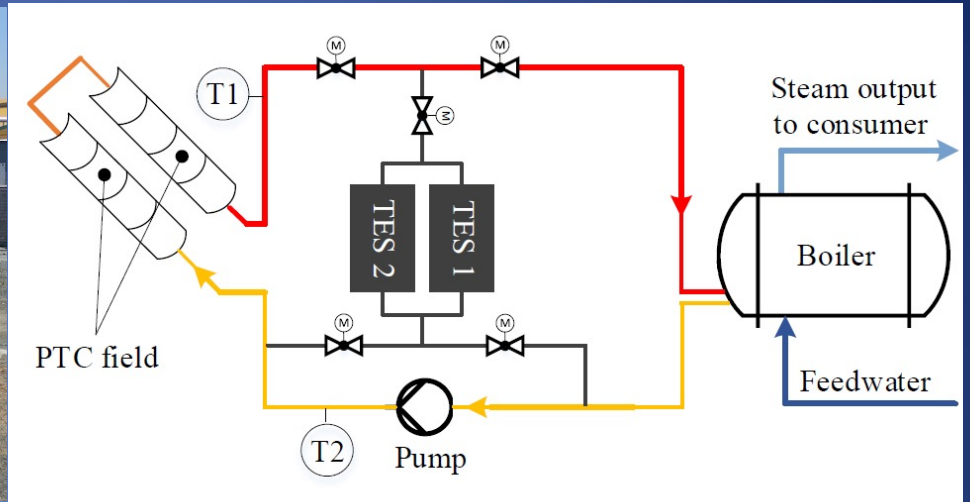 M
M
T1
M
Steam output
to consumer
TES 2
TES 1
Boiler
M
M
PTC field
Feedwater
T2
Pump